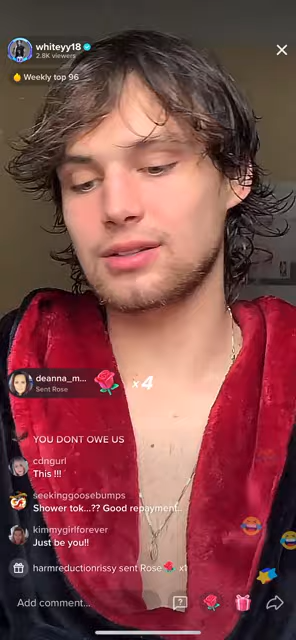 whiteyy18
2.8K viewers
Weekly top 96
deanna_m...
Sent Rose
x4
YOU DONT OWE US
cdngurl
This !!!
seekinggoosebumps
Shower tok...?? Good repayment..
kimmygirlforever
Just be you!!
harmreductionrissy sent Rose x1
Add comment...